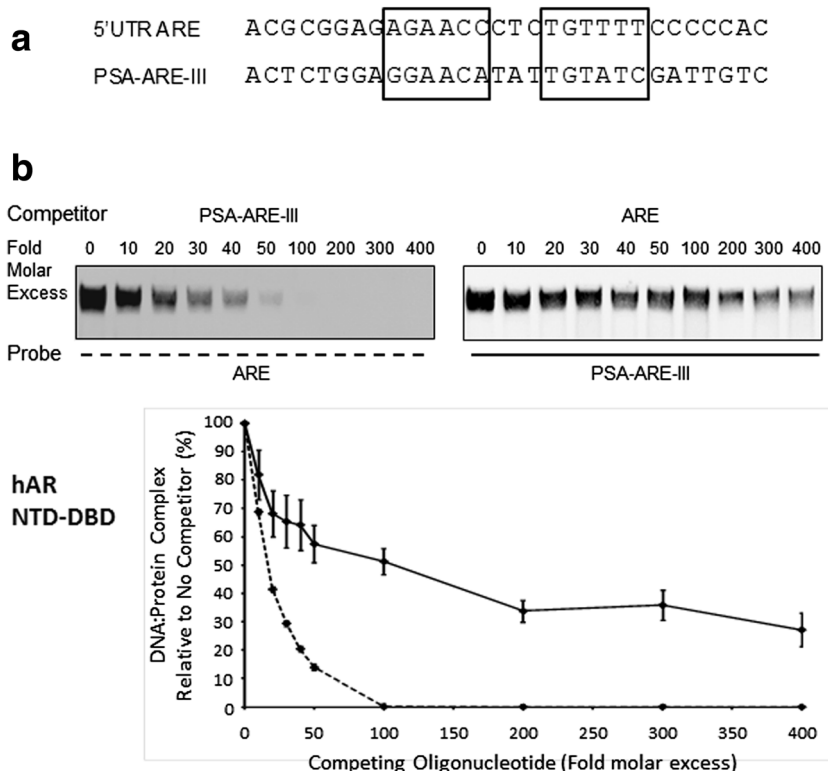 a
5'UTR ARE ACGCGGAGAGAACCCTCTGTTTTCCCCCAC
PSA-ARE-III ACTCTGGAGGAACATATTGTATCGATTGTC
b
Competitor PSA-ARE-III ARE
Fold Molar Excess 0 10 20 30 40 50 100 200 300 400 0 10 20 30 40 50 100 200 300 400
Probe
ARE PSA-ARE-III
hAR
NTD-DBD
DNA:Protein Complex
Relative to No Competitor (%)
100
90
80
70
60
50
40
30
20
10
0
0 50 100 150 200 250 300 350 400
Competing Oligonucleotide (Fold molar excess)